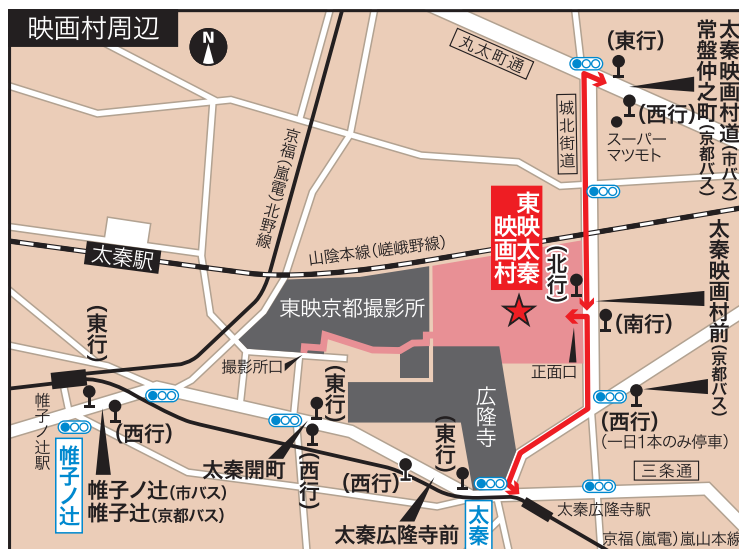 映画村周辺
N
丸太町通
(東行)
太秦映画村道(市バス)
常盤仲之町(京都バス)
(西行)
スーパー
マツモト
城北街道
京福(嵐電)北野線
太秦駅
山陰本線(嵯峨野線)
東映太秦
映画村
(北行)
太秦映画村前(京都バス)
(南行)
東映京都撮影所
撮影所口
正面口
(東行)
帷子ノ辻駅
(西行)
帷子ノ辻
帷子ノ辻(市バス)
帷子辻(京都バス)
(東行)
太秦開町
(西行)
広隆寺
(東行)
(西行)
太秦広隆寺前
太秦
(西行)
(一日1本のみ停車)
三条通
太秦広隆寺駅
京福(嵐電)嵐山本線